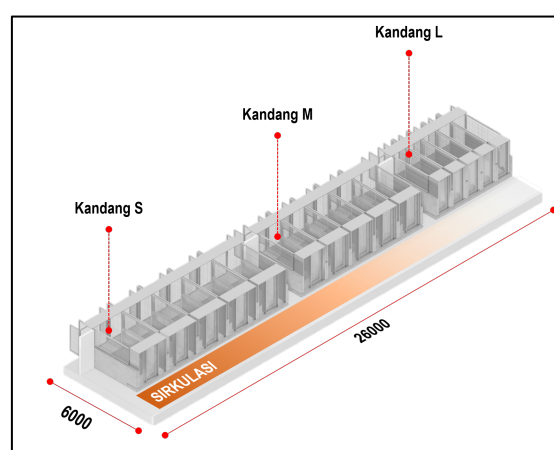 Kandang L
Kandang M
Kandang S
SIRKULASI
26000
6000